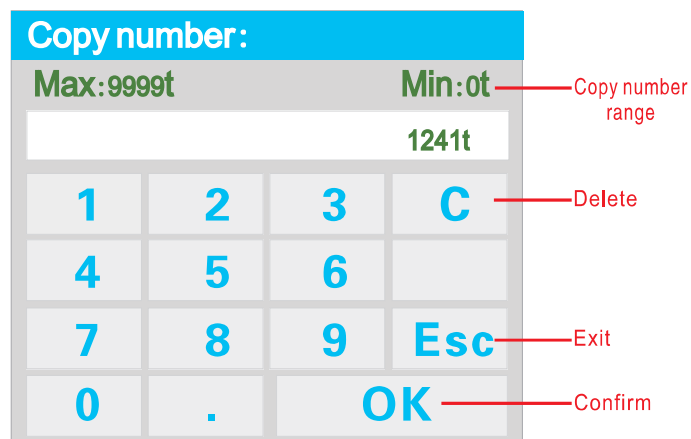 Copy number:
Max:9999t Min:0t
Copy number
range
1241t
1 2 3 C
Delete
4 5 6
7 8 9 Esc
Exit
0 . OK
Confirm